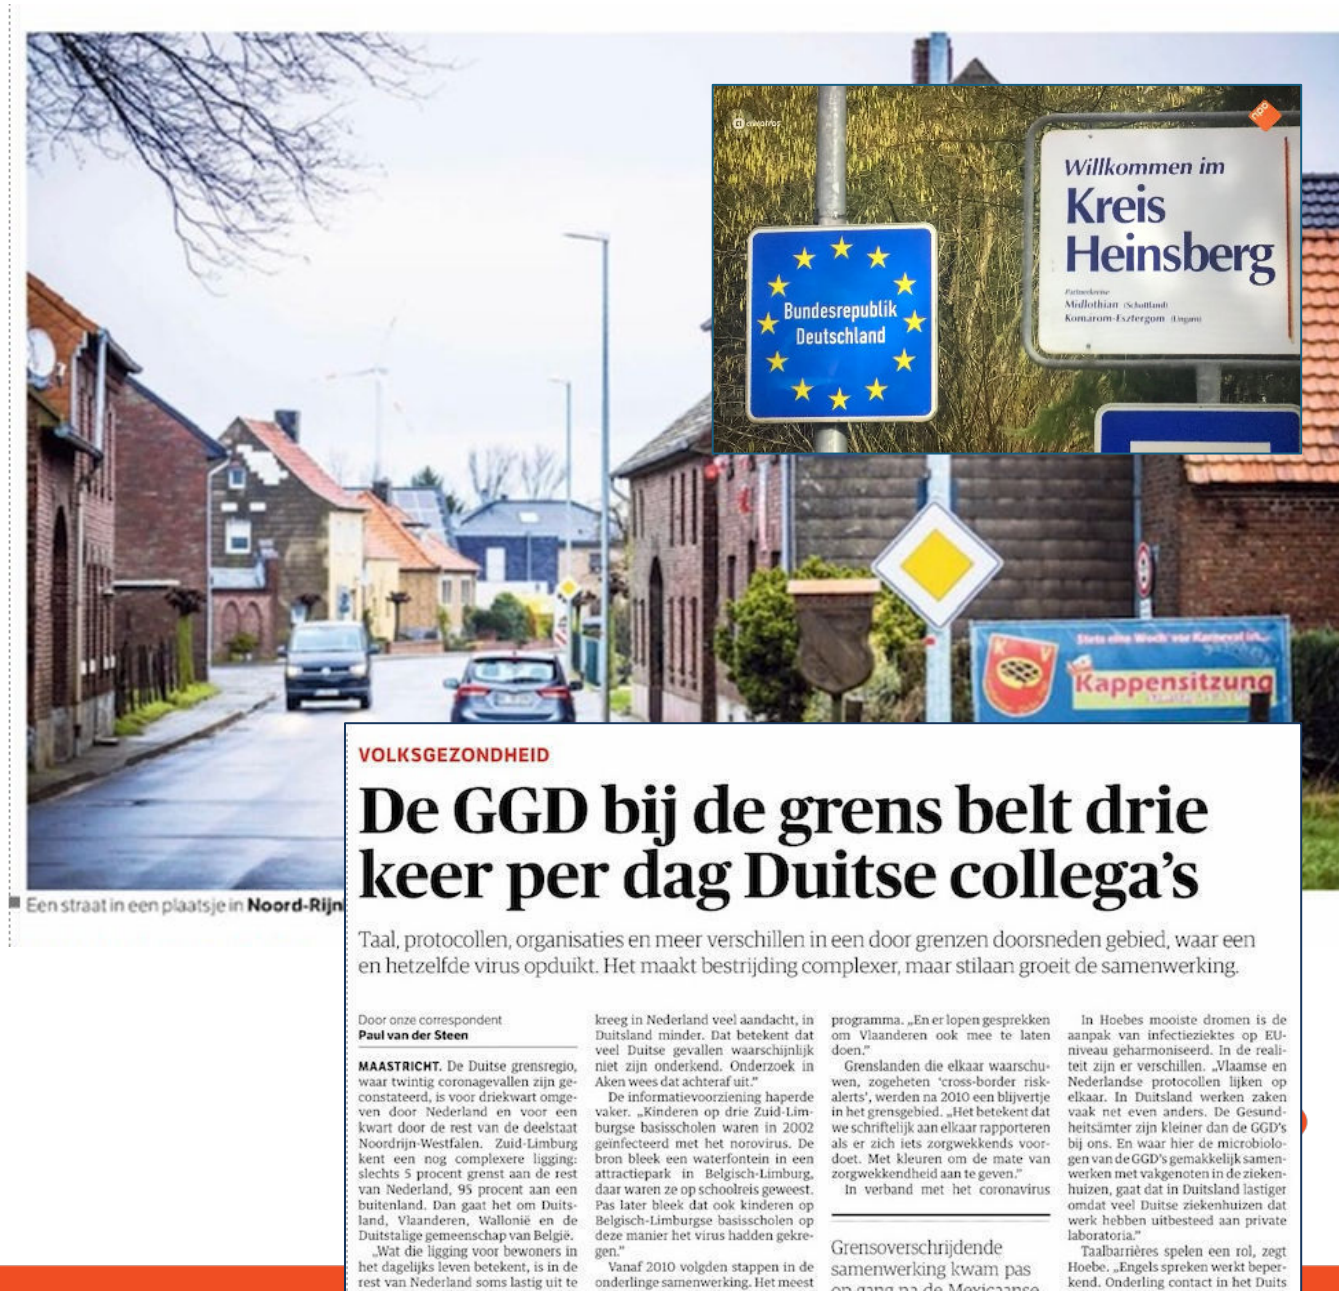 avrotros
npo
Willkommen im
Kreis
Heinsberg
Partnerkreise
Midlothian (Schottland)
Komarom-Esztergom (Ungarn)
Bundesrepublik
Deutschland
K V
Stets eine Woch' vor Karneval ist...
Kappensitzung
Een straat in een plaatsje in Noord-Rijn
VOLKSGEZONDHEID
De GGD bij de grens belt drie
keer per dag Duitse collega's
Taal, protocollen, organisaties en meer verschillen in een door grenzen doorsneden gebied, waar een
en hetzelfde virus opduikt. Het maakt bestrijding complexer, maar stilaan groeit de samenwerking.
Door onze correspondent
Paul van der Steen
MAASTRICHT. De Duitse grensregio,
waar twintig coronagevallen zijn ge-
constateerd, is voor driekwart omge-
ven door Nederland en voor een
kwart door de rest van de deelstaat
Noordrijn-Westfalen. Zuid-Limburg
kent een nog complexere ligging:
slechts 5 procent grenst aan de rest
van Nederland, 95 procent aan een
buitenland. Dan gaat het om Duits-
land, Vlaanderen, Wallonië en de
Duitstalige gemeenschap van België.
„Wat die ligging voor bewoners in
het dagelijks leven betekent, is in de
rest van Nederland soms lastig uit te
kreeg in Nederland veel aandacht, in
Duitsland minder. Dat betekent dat
veel Duitse gevallen waarschijnlijk
niet zijn onderkend. Onderzoek in
Aken wees dat achteraf uit.”
De informatievoorziening haperde
vaker. „Kinderen op drie Zuid-Lim-
burgse basisscholen waren in 2002
geïnfecteerd met het norovirus. De
bron bleek een waterfontein in een
attractiepark in Belgisch-Limburg,
daar waren ze op schoolreis geweest.
Pas later bleek dat ook kinderen op
Belgisch-Limburgse basisscholen op
deze manier het virus hadden gekre-
gen.”
Vanaf 2010 volgden stappen in de
onderlinge samenwerking. Het meest
programma. „En er lopen gesprekken
om Vlaanderen ook mee te laten
doen.”
Grenslanden die elkaar waarschu-
wen, zogeheten ‘cross-border risk-
alerts’, werden na 2010 een blijvertje
in het grensgebied. „Het betekent dat
we schriftelijk aan elkaar rapporteren
als er zich iets zorgwekkends voor-
doet. Met kleuren om de mate van
zorgwekkendheid aan te geven.”
In verband met het coronavirus
Grensoverschrijdende
samenwerking kwam pas
op gang na de Mexicaanse
In Hoebes mooiste dromen is de
aanpak van infectieziektes op EU-
niveau geharmoniseerd. In de reali-
teit zijn er verschillen. „Vlaamse en
Nederlandse protocollen lijken op
elkaar. In Duitsland werken zaken
vaak net even anders. De Gesund-
heitsämter zijn kleiner dan de GGD's
bij ons. En waar hier de microbiolo-
gen van de GGD's gemakkelijk samen-
werken met vakgenoten in de zieken-
huizen, gaat dat in Duitsland lastiger
omdat veel Duitse ziekenhuizen dat
werk hebben uitbesteed aan private
laboratoria.”
Taalbarrières spelen een rol, zegt
Hoebe. „Engels spreken werkt beper-
kend. Onderling contact in het Duits